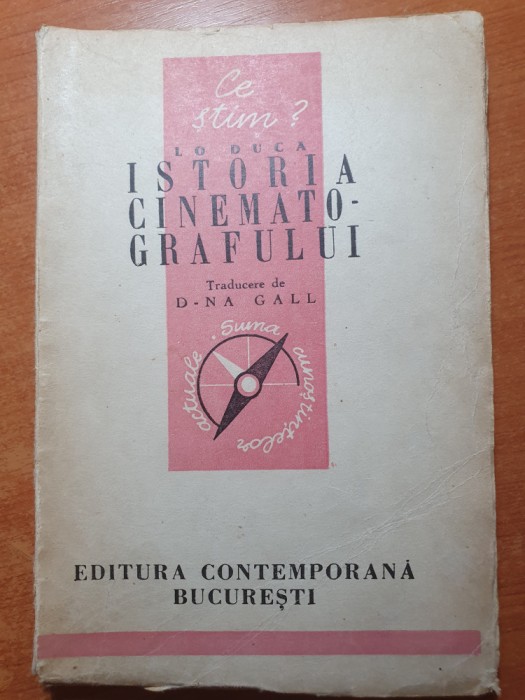 Ce
știm?
LO DUCA
ISTORIA
CINEMATO-
GRAFULUI
Traducere de
D-NA GALL
Suma cunoștințelor actuale.
EDITURA CONTEMPORANĂ
BUCUREȘTI